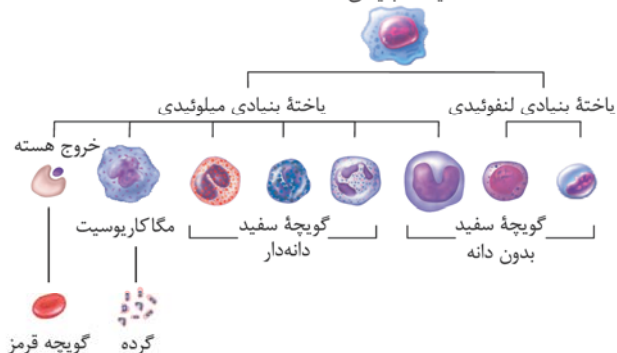 یاختهٔ بنیادی لنفوئیدی
یاختهٔ بنیادی میلوئیدی
خروج هسته
گویچهٔ سفید
بدون دانه
گویچهٔ سفید
دانه‌دار
مگاکاریوسیت
گرده
گویچه قرمز